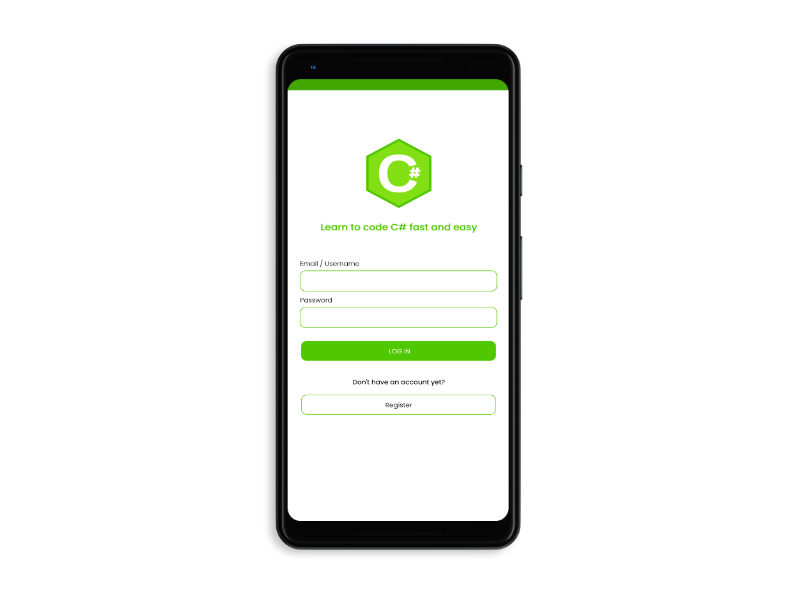 C#
Learn to code C# fast and easy
Email / Username
Password
LOG IN
Don't have an account yet?
Register